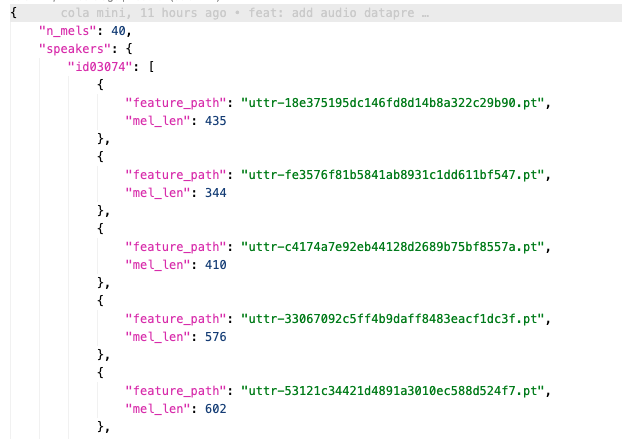 { cola mini, 11 hours ago • feat: add audio datapre …
"n_mels": 40,
"speakers": {
"id03074": [
{
"feature_path": "uttr-18e375195dc146fd8d14b8a322c29b90.pt",
"mel_len": 435
},
{
"feature_path": "uttr-fe3576f81b5841ab8931c1dd611bf547.pt",
"mel_len": 344
},
{
"feature_path": "uttr-c4174a7e92eb44128d2689b75bf8557a.pt",
"mel_len": 410
},
{
"feature_path": "uttr-33067092c5ff4b9daff8483eacf1dc3f.pt",
"mel_len": 576
},
{
"feature_path": "uttr-53121c34421d4891a3010ec588d524f7.pt",
"mel_len": 602
},